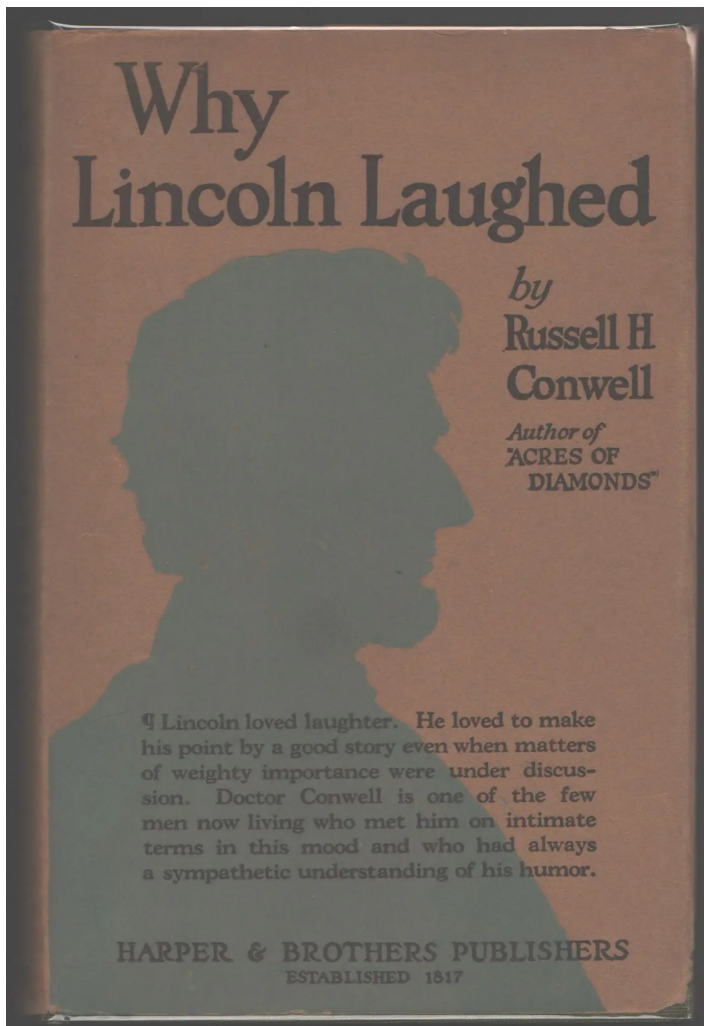 Why
Lincoln Laughed
by
Russell H
Conwell
Author of
"ACRES OF
DIAMONDS"
¶ Lincoln loved laughter. He loved to make
his point by a good story even when matters
of weighty importance were under discus-
sion. Doctor Conwell is one of the few
men now living who met him on intimate
terms in this mood and who had always
a sympathetic understanding of his humor.
HARPER & BROTHERS PUBLISHERS
ESTABLISHED 1817